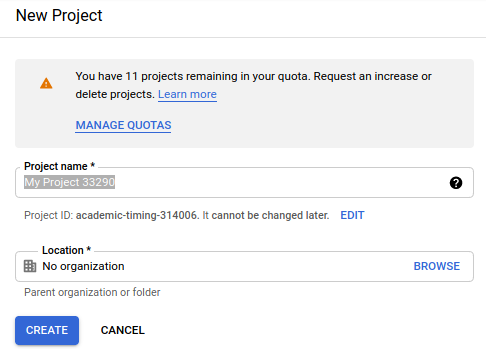 New Project
You have 11 projects remaining in your quota. Request an increase or
delete projects. Learn more
MANAGE QUOTAS
Project name *
My Project 33290
?
Project ID: academic-timing-314006. It cannot be changed later. EDIT
Location *
No organization BROWSE
Parent organization or folder
CREATE CANCEL